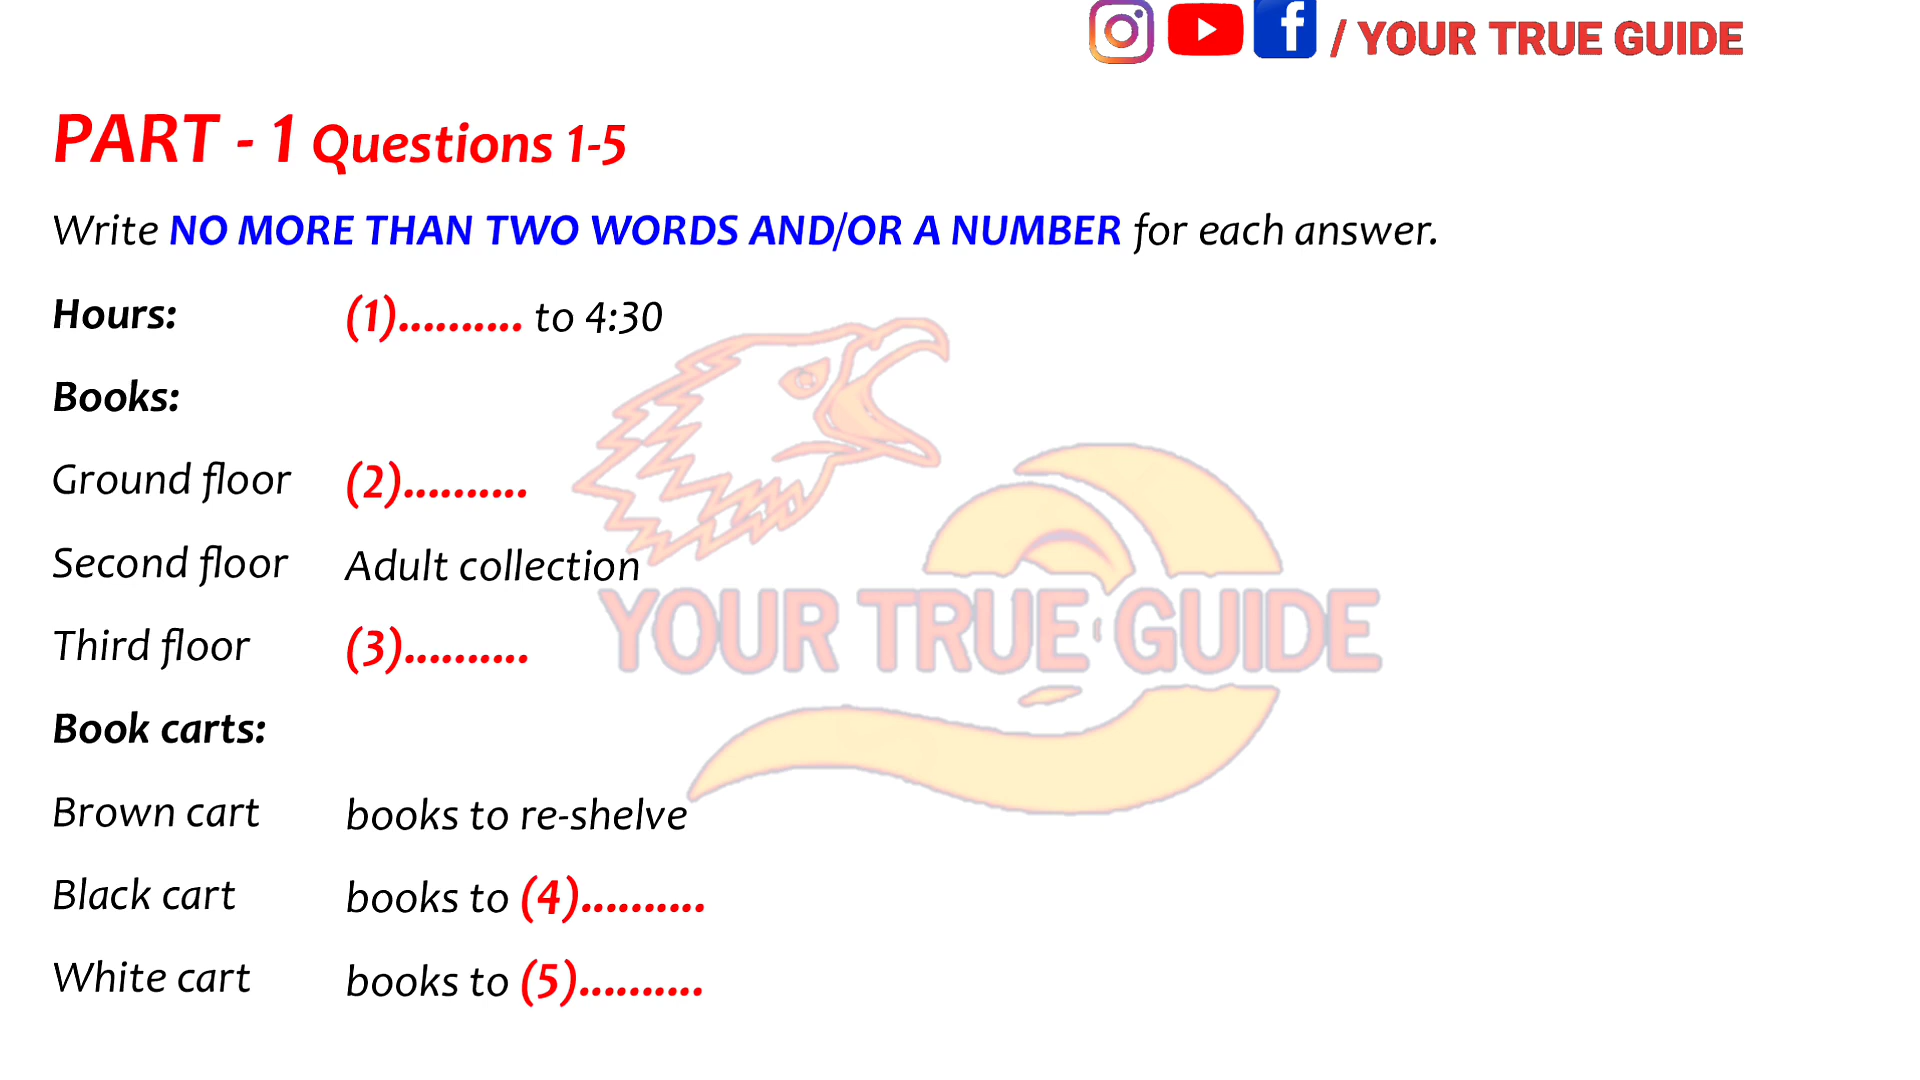 / YOUR TRUE GUIDE
PART - 1 Questions 1-5
Write NO MORE THAN TWO WORDS AND/OR A NUMBER for each answer.
Hours: (1).......... to 4:30
Books:
Ground floor (2)..........
Second floor Adult collection
YOUR TRUE GUIDE
Third floor (3)..........
Book carts:
Brown cart books to re-shelve
Black cart books to (4)..........
White cart books to (5)..........